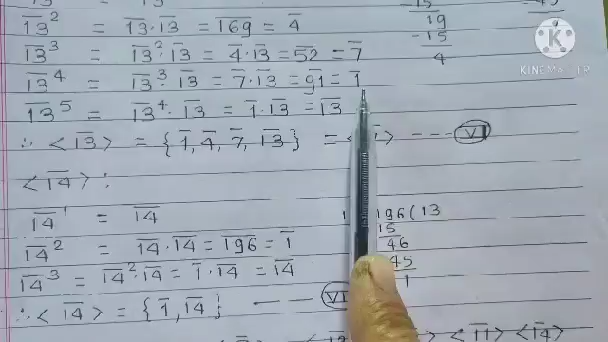 13̅² = 13̅·13̅ = 169̅ = 4̅
13̅³ = 13̅²·13̅ = 4̅·13̅ = 52̅ = 7̅
13̅⁴ = 13̅³·13̅ = 7̅·13̅ = 91̅ = 1̅
13̅⁵ = 13̅⁴·13̅ = 1̅·13̅ = 13̅
∴ <13̅> = {1̅, 4̅, 7̅, 13̅} = < > --- VI
<14̅> :
14̅¹ = 14̅
14̅² = 14̅·14̅ = 196̅ = 1̅
14̅³ = 14̅²·14̅ = 1̅·14̅ = 14̅
∴ <14̅> = {1̅, 14̅} ---
<11̅> <14̅>
15
19
-15
4
196(13
15
46
45
1
KINEMASTER